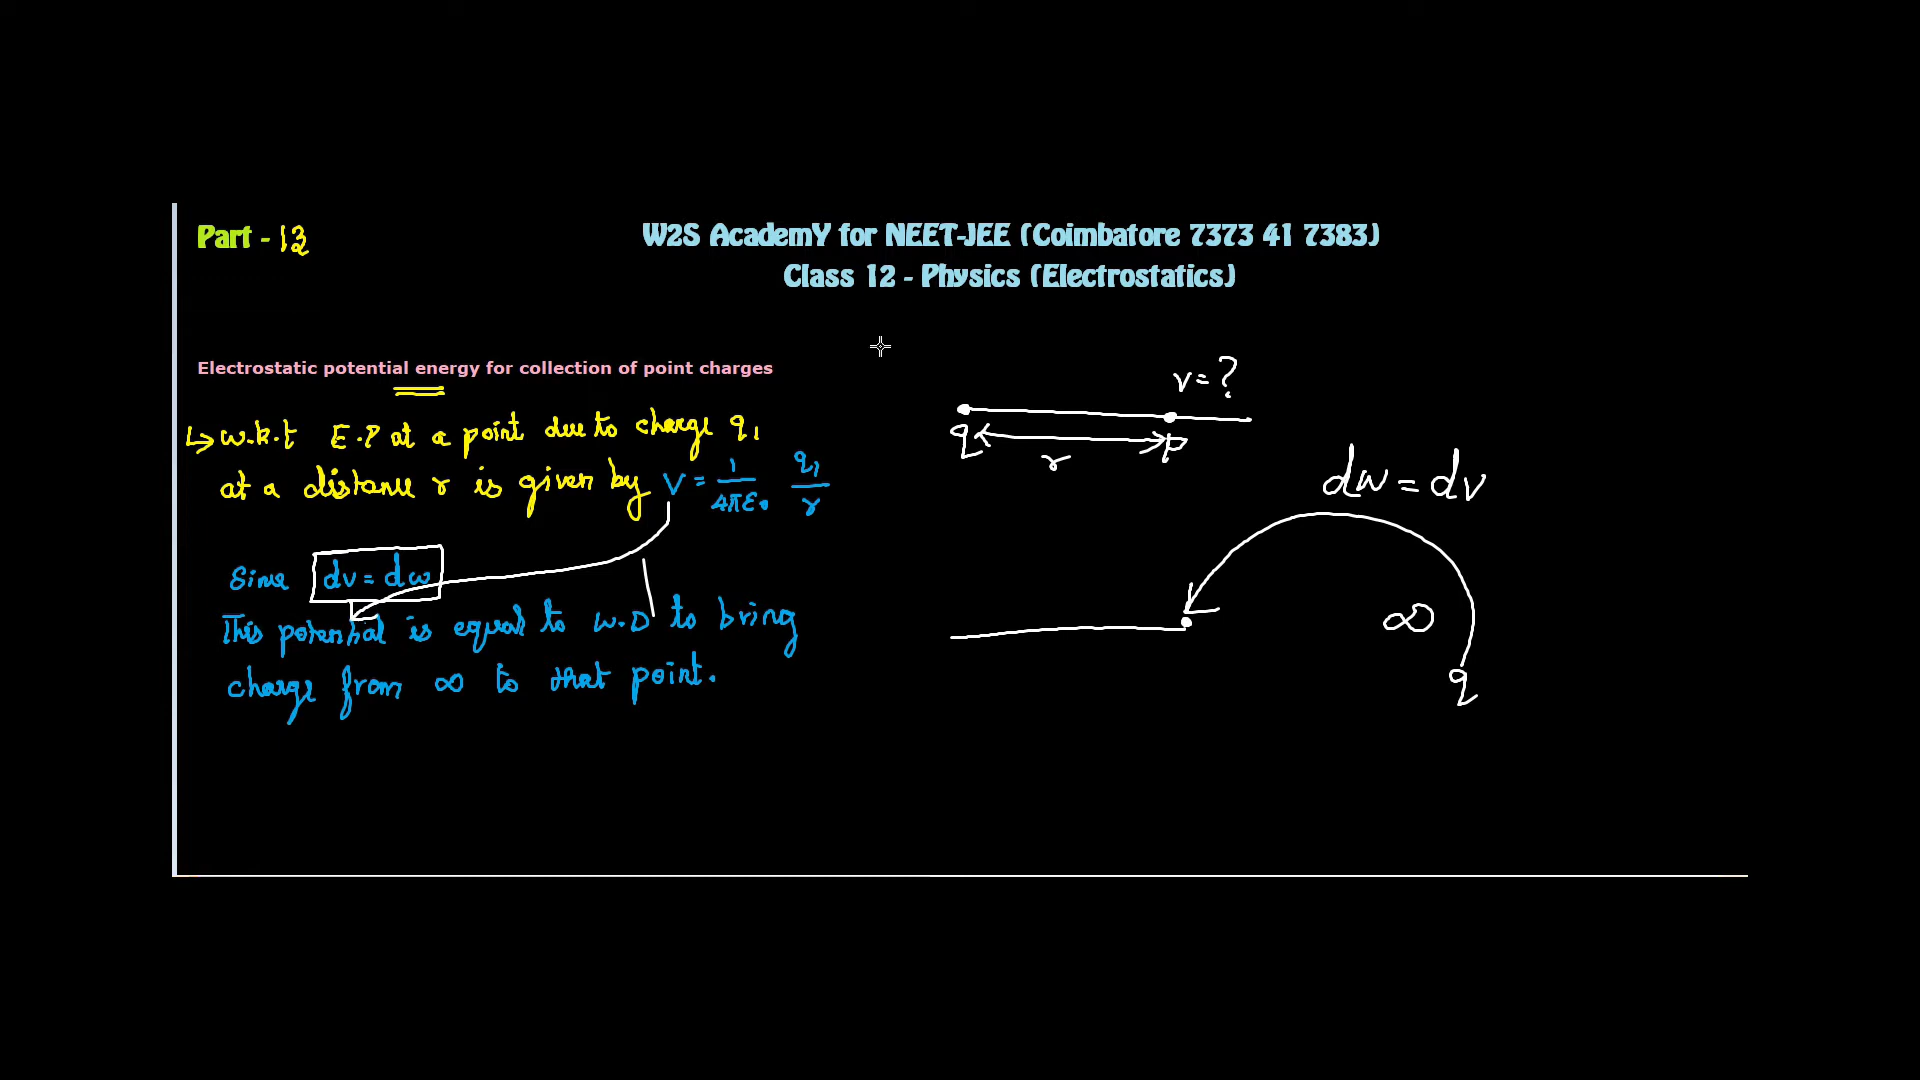 Part - 13
W2S AcademY for NEET-JEE (Coimbatore 7373 41 7383)
Class 12 - Physics (Electrostatics)
Electrostatic potential energy for collection of point charges
↳ w.k.t E.P at a point due to charge q₁
at a distance r is given by V = 1/4πε₀ q₁/r
Since dv = dw
This potential is equal to W.D to bring
charge from ∞ to that point.
v = ?
q r P
dw = dv
∞
q